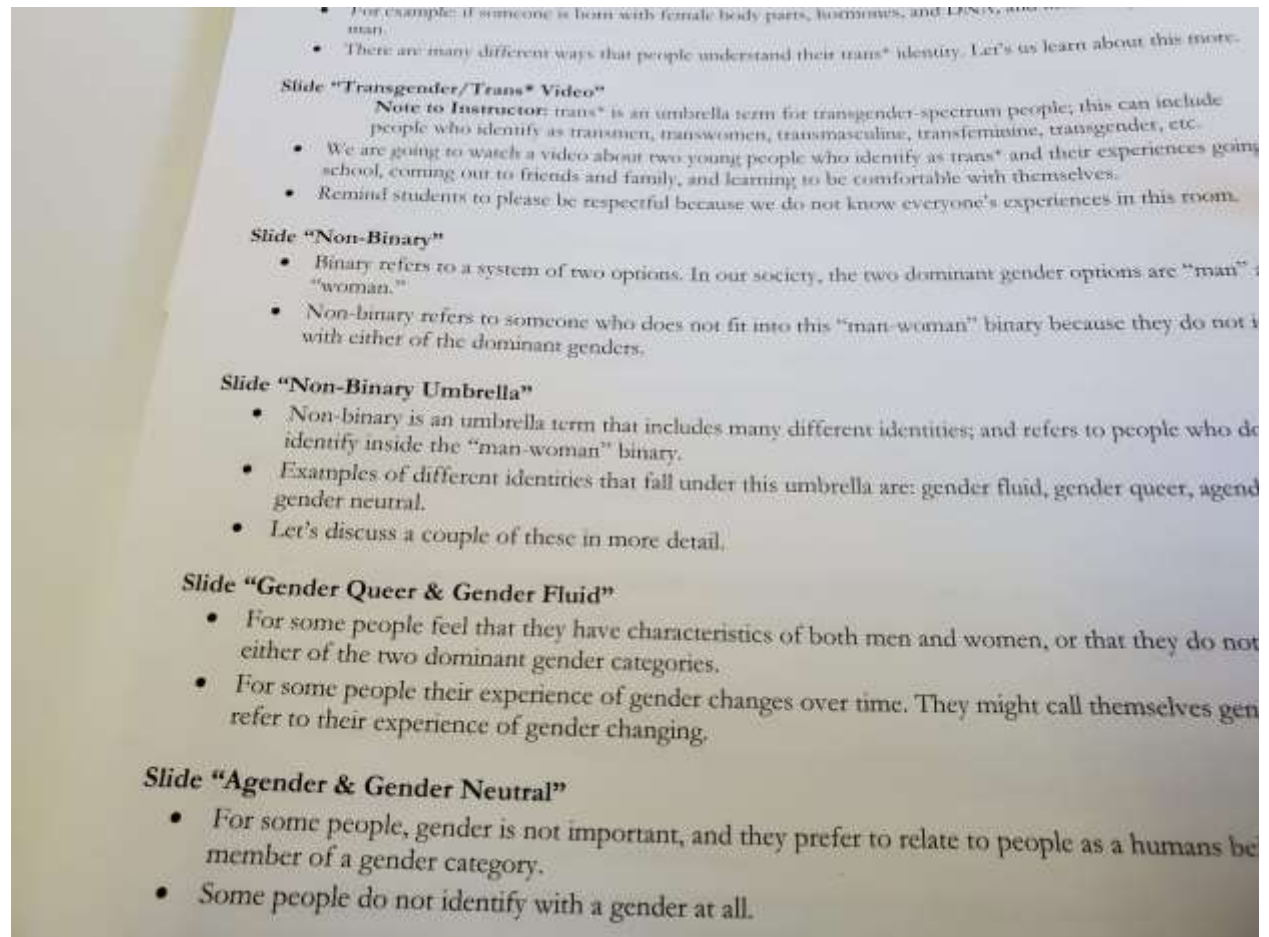 • For example: if someone is born with female body parts, hormones, and DNA, and
man.
• There are many different ways that people understand their trans* identity. Let's us learn about this more.
Slide “Transgender/Trans* Video”
Note to Instructor: trans* is an umbrella term for transgender-spectrum people; this can include
people who identify as transmen, transwomen, transmasculine, transfeminine, transgender, etc.
• We are going to watch a video about two young people who identify as trans* and their experiences going
school, coming out to friends and family, and learning to be comfortable with themselves.
• Remind students to please be respectful because we do not know everyone's experiences in this room.
Slide “Non-Binary”
• Binary refers to a system of two options. In our society, the two dominant gender options are “man”
“woman.”
• Non-binary refers to someone who does not fit into this “man-woman” binary because they do not
with either of the dominant genders.
Slide “Non-Binary Umbrella”
• Non-binary is an umbrella term that includes many different identities; and refers to people who do
identify inside the “man-woman” binary.
• Examples of different identities that fall under this umbrella are: gender fluid, gender queer, agend
gender neutral.
• Let's discuss a couple of these in more detail.
Slide “Gender Queer & Gender Fluid”
• For some people feel that they have characteristics of both men and women, or that they do not
either of the two dominant gender categories.
• For some people their experience of gender changes over time. They might call themselves gen
refer to their experience of gender changing.
Slide “Agender & Gender Neutral”
• For some people, gender is not important, and they prefer to relate to people as a humans be
member of a gender category.
• Some people do not identify with a gender at all.